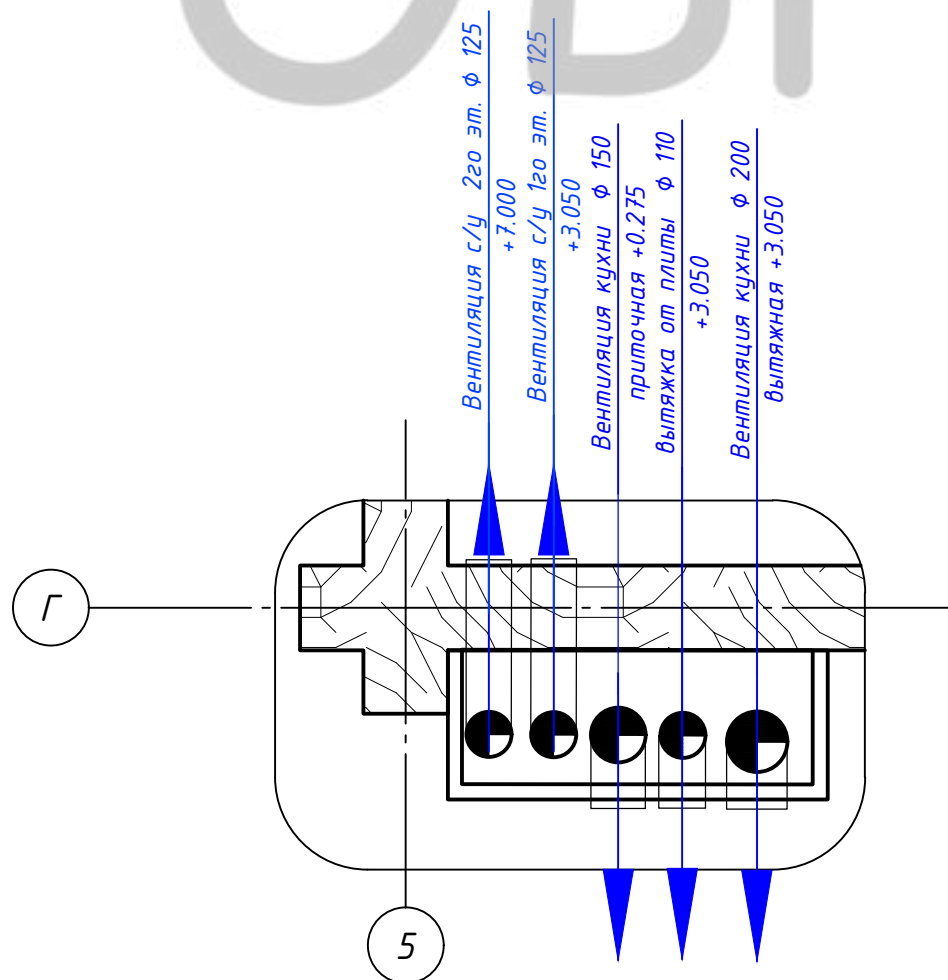 Вентиляция с/у 2го эт. ф 125
+7.000
Вентиляция с/у 1го эт. ф 125
+3.050
Вентиляция кухни ф 150
приточная +0.275
вытяжка от плиты ф 110
+3.050
Вентиляция кухни ф 200
вытяжная +3.050
Г
5